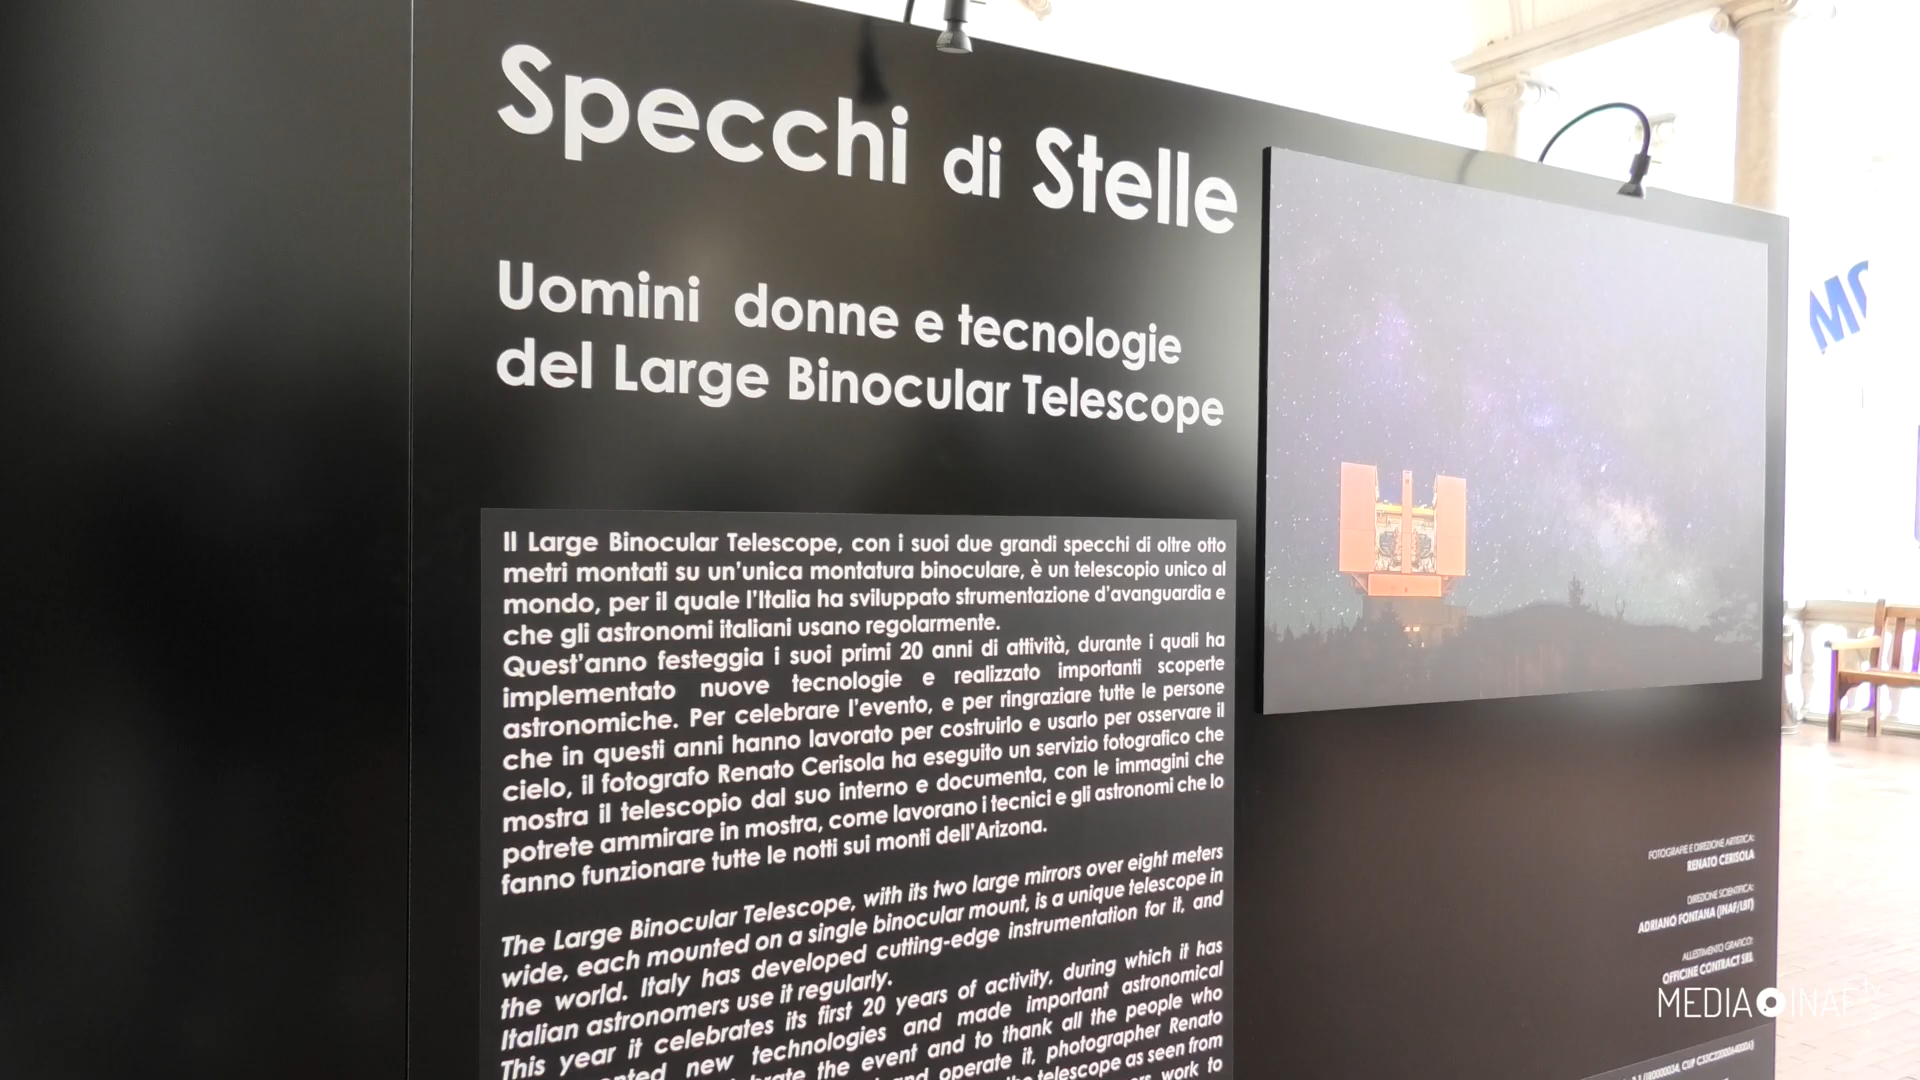 Specchi di Stelle
Uomini donne e tecnologie
del Large Binocular Telescope
Il Large Binocular Telescope, con i suoi due grandi specchi di oltre otto
metri montati su un'unica montatura binoculare, è un telescopio unico al
mondo, per il quale l'Italia ha sviluppato strumentazione d'avanguardia e
che gli astronomi italiani usano regolarmente.
Quest'anno festeggia i suoi primi 20 anni di attività, durante i quali ha
implementato nuove tecnologie e realizzato importanti scoperte
astronomiche. Per celebrare l'evento, e per ringraziare tutte le persone
che in questi anni hanno lavorato per costruirlo e usarlo per osservare il
cielo, il fotografo Renato Cerisola ha eseguito un servizio fotografico che
mostra il telescopio dal suo interno e documenta, con le immagini che
potrete ammirare in mostra, come lavorano i tecnici e gli astronomi che lo
fanno funzionare tutte le notti sui monti dell'Arizona.
The Large Binocular Telescope, with its two large mirrors over eight meters
wide, each mounted on a single binocular mount, is a unique telescope in
the world. Italy has developed cutting-edge instrumentation for it, and
Italian astronomers use it regularly.
This year it celebrates its first 20 years of activity, during which it has
new technologies and made important astronomical
the event and to thank all the people who
and operate it, photographer Renato
telescope as seen from
work to
FOTOGRAFIE E DIREZIONE ARTISTICA:
RENATO CERISOLA
DIREZIONE SCIENTIFICA:
ADRIANO FONTANA (INAF/LBT)
ALLESTIMENTO GRAFICO:
OFFICINE CONTRACT SRL
MEDIA INAF tv